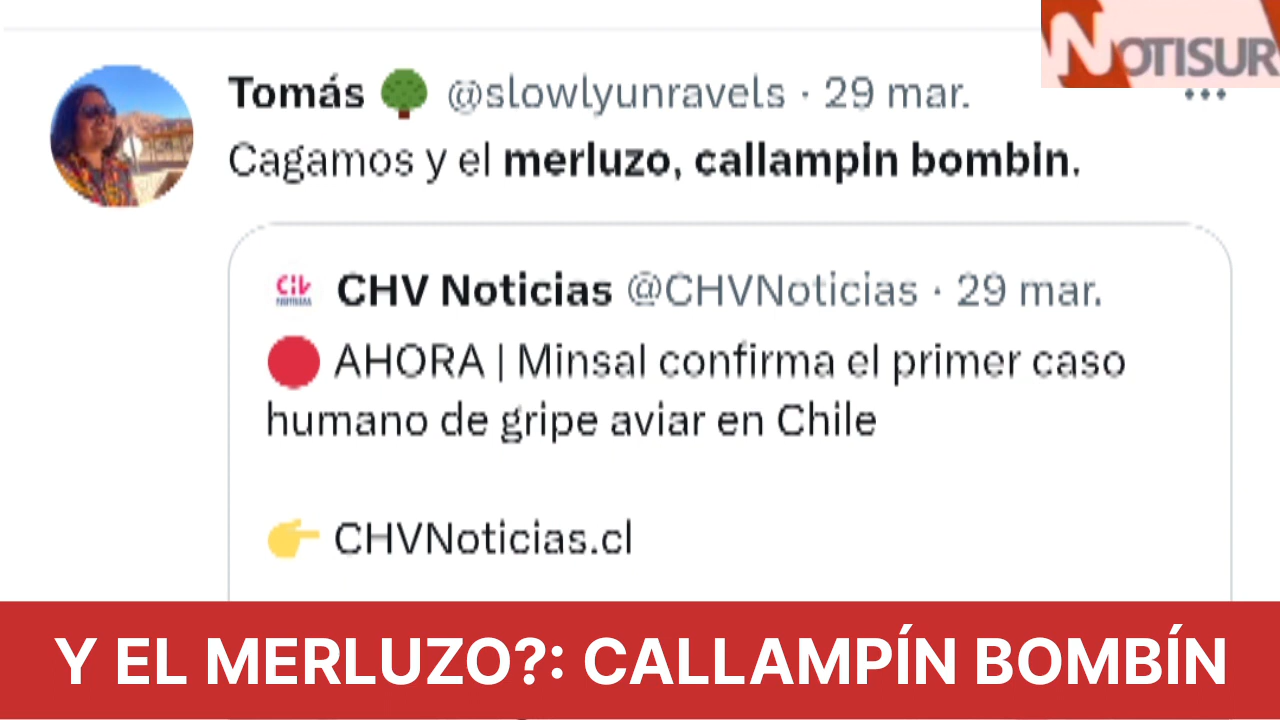 NOTISUR
Tomás 🌳 @slowlyunravels · 29 mar.
Cagamos y el merluzo, callampin bombin.
CHV Noticias @CHVNoticias · 29 mar.
🔴 AHORA | Minsal confirma el primer caso
humano de gripe aviar en Chile
👉 CHVNoticias.cl
Y EL MERLUZO?: CALLAMPÍN BOMBÍN